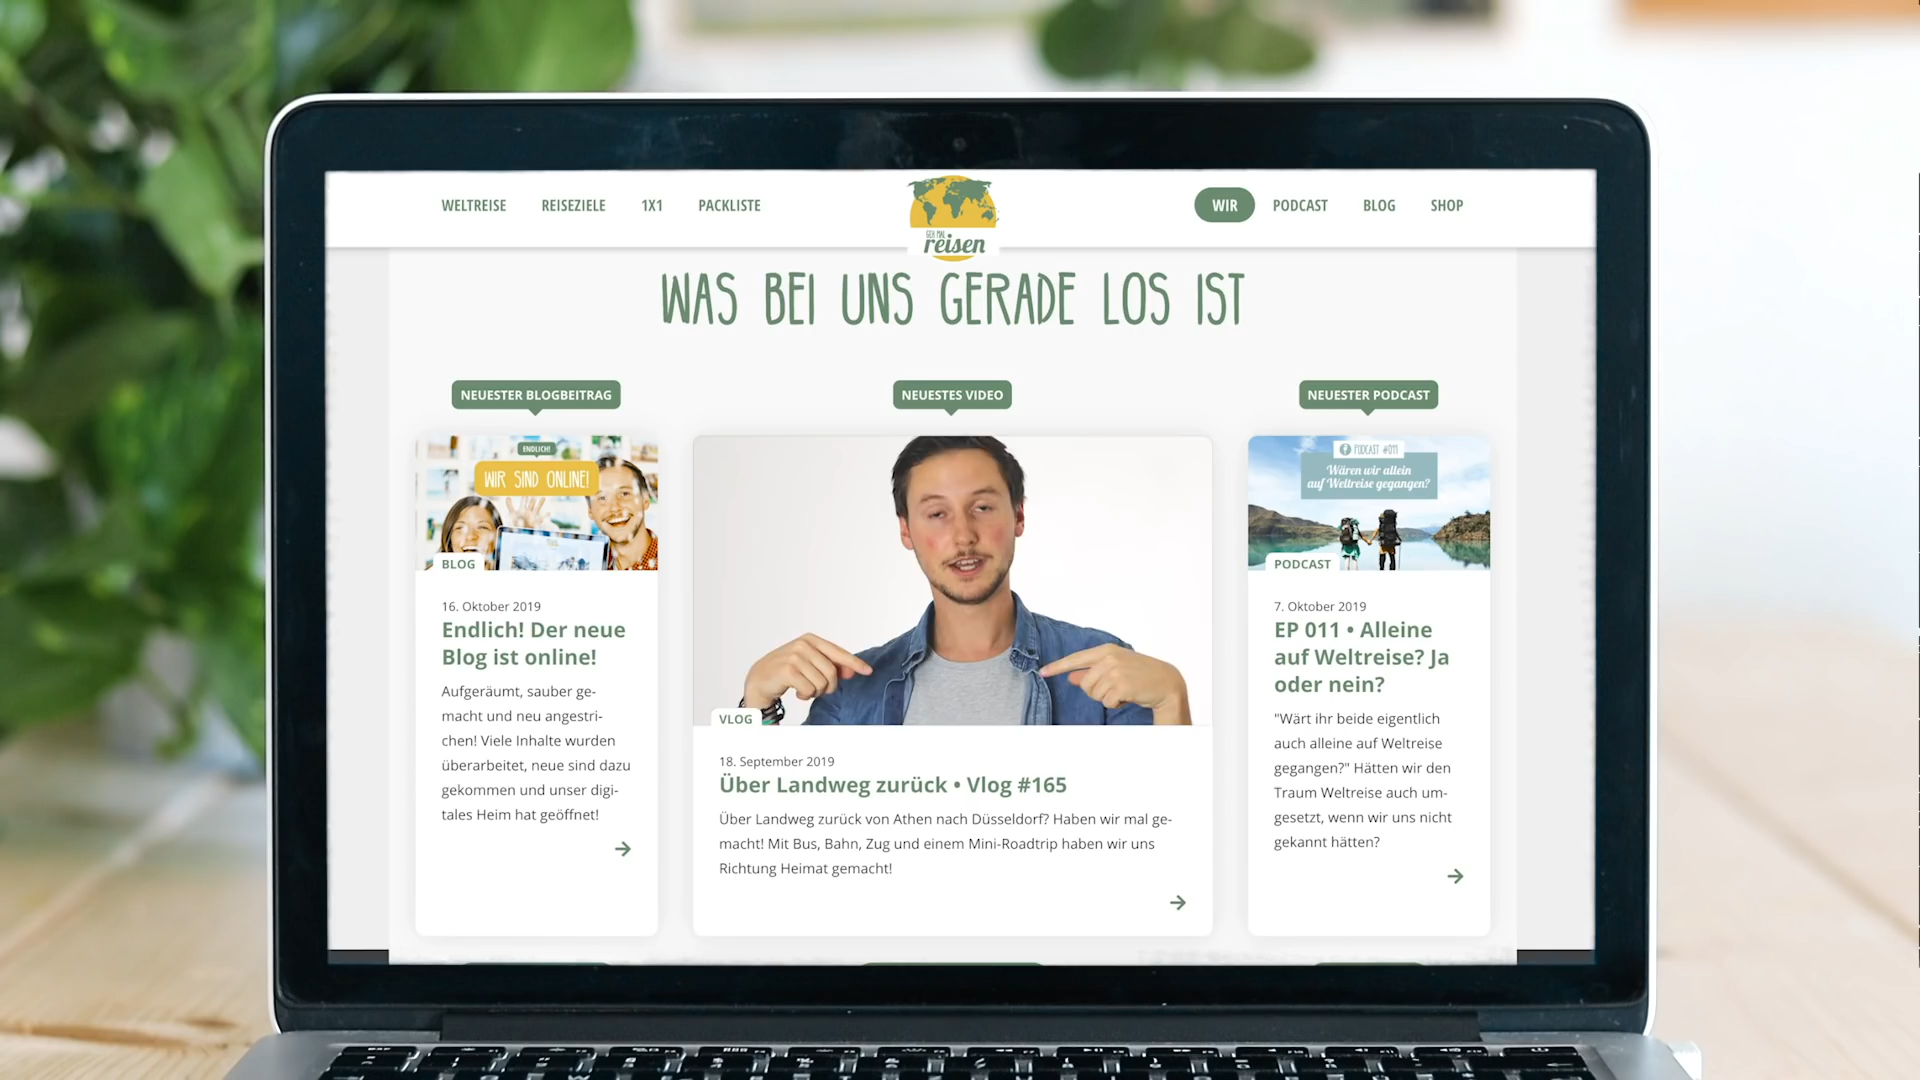 WELTREISE
REISEZIELE
1X1
PACKLISTE
GEH MAL
reisen
WIR
PODCAST
BLOG
SHOP
WAS BEI UNS GERADE LOS IST
NEUESTER BLOGBEITRAG
ENDLICH!
WIR SIND ONLINE!
BLOG
16. Oktober 2019
Endlich! Der neue
Blog ist online!
Aufgeräumt, sauber ge-
macht und neu angestri-
chen! Viele Inhalte wurden
überarbeitet, neue sind dazu
gekommen und unser digi-
tales Heim hat geöffnet!
NEUESTES VIDEO
VLOG
18. September 2019
Über Landweg zurück • Vlog #165
Über Landweg zurück von Athen nach Düsseldorf? Haben wir mal ge-
macht! Mit Bus, Bahn, Zug und einem Mini-Roadtrip haben wir uns
Richtung Heimat gemacht!
NEUESTER PODCAST
PODCAST #011
Wären wir allein
auf Weltreise gegangen?
PODCAST
7. Oktober 2019
EP 011 • Alleine
auf Weltreise? Ja
oder nein?
"Wärt ihr beide eigentlich
auch alleine auf Weltreise
gegangen?" Hätten wir den
Traum Weltreise auch um-
gesetzt, wenn wir uns nicht
gekannt hätten?